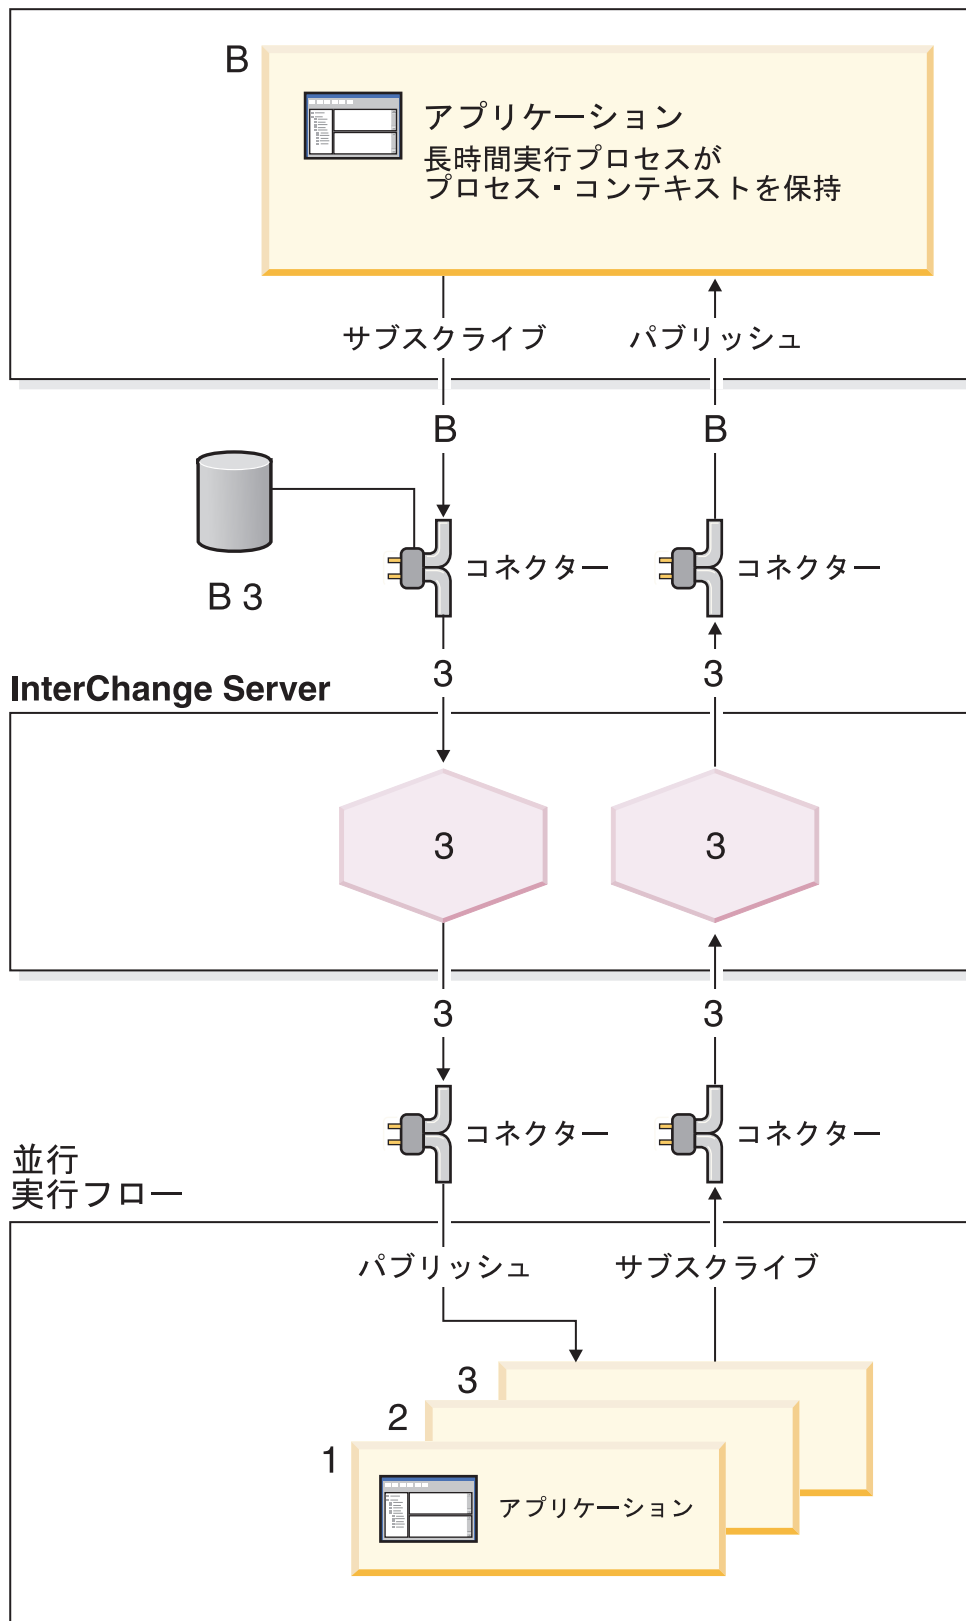 B
アプリケーション
長時間実行プロセスが
プロセス・コンテキストを保持
サブスクライブ
パブリッシュ
B
B
コネクター
コネクター
B 3
3
3
InterChange Server
3
3
3
3
コネクター
コネクター
並行
実行フロー
パブリッシュ
サブスクライブ
3
2
1
アプリケーション